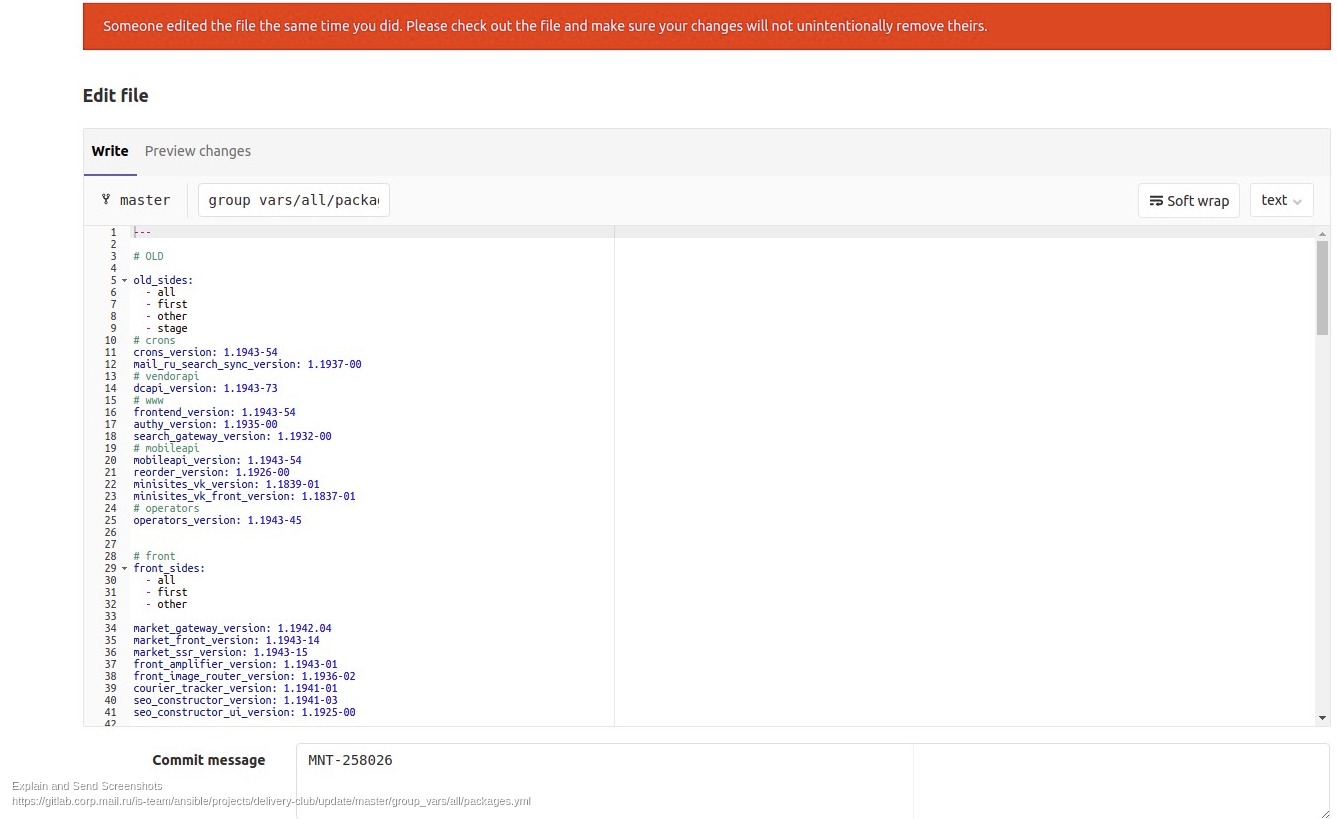 Someone edited the file the same time you did. Please check out the file and make sure your changes will not unintentionally remove theirs.
Edit file
Write Preview changes
master group vars/all/packag Soft wrap text
1 ---
2
3 # OLD
4
5 old_sides:
6 - all
7 - first
8 - other
9 - stage
10 # crons
11 crons_version: 1.1943-54
12 mail_ru_search_sync_version: 1.1937-00
13 # vendorapi
14 dcapi_version: 1.1943-73
15 # www
16 frontend_version: 1.1943-54
17 authy_version: 1.1935-00
18 search_gateway_version: 1.1932-00
19 # mobileapi
20 mobileapi_version: 1.1943-54
21 reorder_version: 1.1926-00
22 minisites_vk_version: 1.1839-01
23 minisites_vk_front_version: 1.1837-01
24 # operators
25 operators_version: 1.1943-45
26
27
28 # front
29 front_sides:
30 - all
31 - first
32 - other
33
34 market_gateway_version: 1.1942.04
35 market_front_version: 1.1943-14
36 market_ssr_version: 1.1943-15
37 front_amplifier_version: 1.1943-01
38 front_image_router_version: 1.1936-02
39 courier_tracker_version: 1.1941-01
40 seo_constructor_version: 1.1941-03
41 seo_constructor_ui_version: 1.1925-00
42
Commit message MNT-258026
Explain and Send Screenshots
https://gitlab.corp.mail.ru/is-team/ansible/projects/delivery-club/update/master/group_vars/all/packages.yml